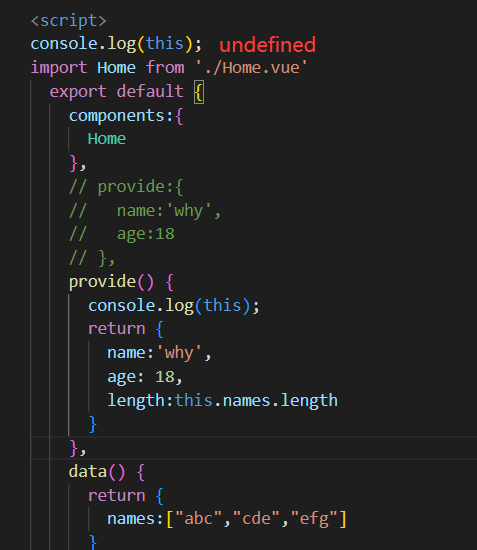 <script>
console.log(this); undefined
import Home from './Home.vue'
export default {
components:{
Home
},
// provide:{
//   name:'why',
//   age:18
// },
provide() {
console.log(this);
return {
name:'why',
age: 18,
length:this.names.length
}
},
data() {
return {
names:["abc","cde","efg"]
}